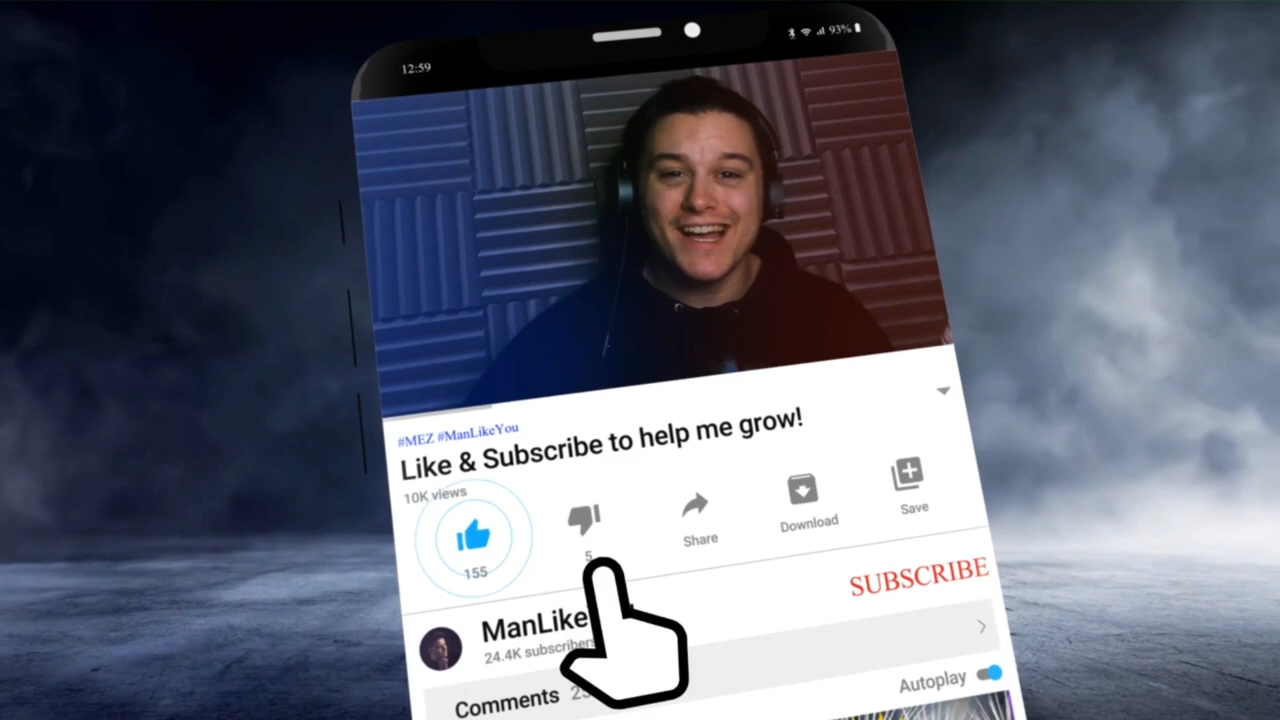 12:59
93%
#MEZ #ManLikeYou
Like & Subscribe to help me grow!
10K views
155
5
Share
Download
Save
SUBSCRIBE
ManLike
24.4K subscribers
Comments
Autoplay